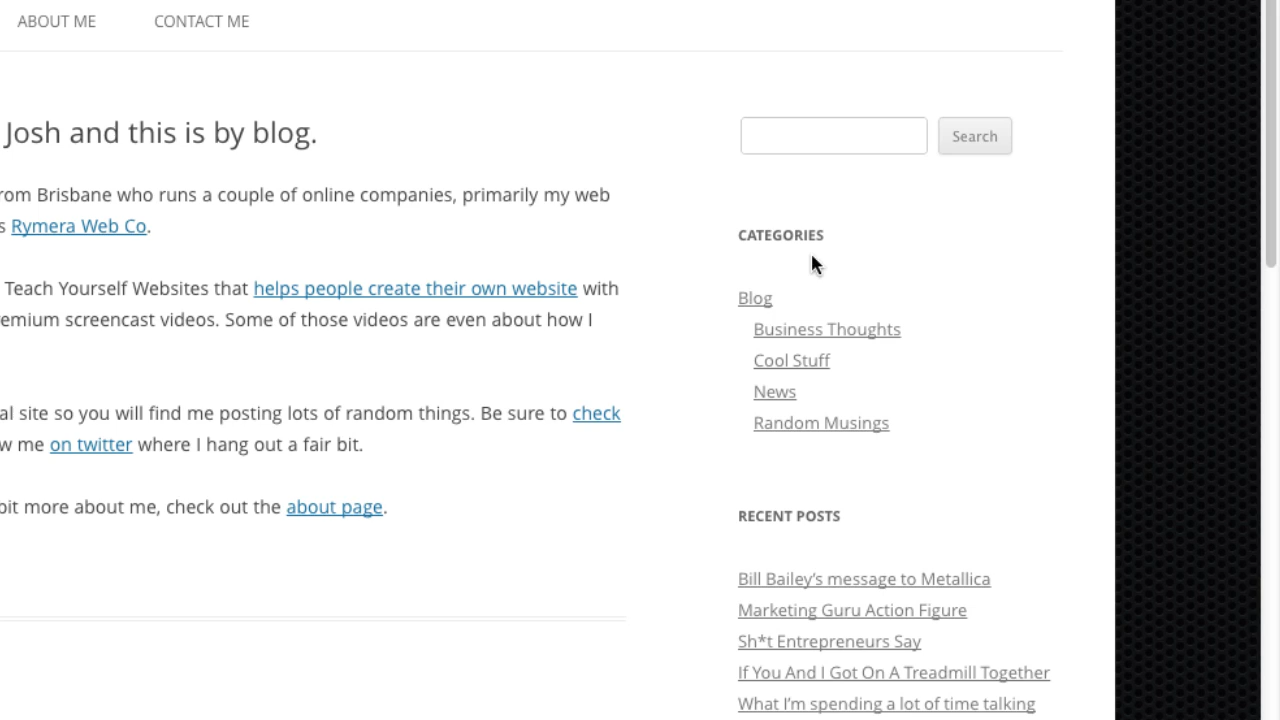 ABOUT ME
CONTACT ME
Josh and this is by blog.
rom Brisbane who runs a couple of online companies, primarily my web
s Rymera Web Co.
Teach Yourself Websites that helps people create their own website with
emium screencast videos. Some of those videos are even about how I
al site so you will find me posting lots of random things. Be sure to check
w me on twitter where I hang out a fair bit.
bit more about me, check out the about page.
Search
CATEGORIES
Blog
Business Thoughts
Cool Stuff
News
Random Musings
RECENT POSTS
Bill Bailey’s message to Metallica
Marketing Guru Action Figure
Sh*t Entrepreneurs Say
If You And I Got On A Treadmill Together
What I’m spending a lot of time talking